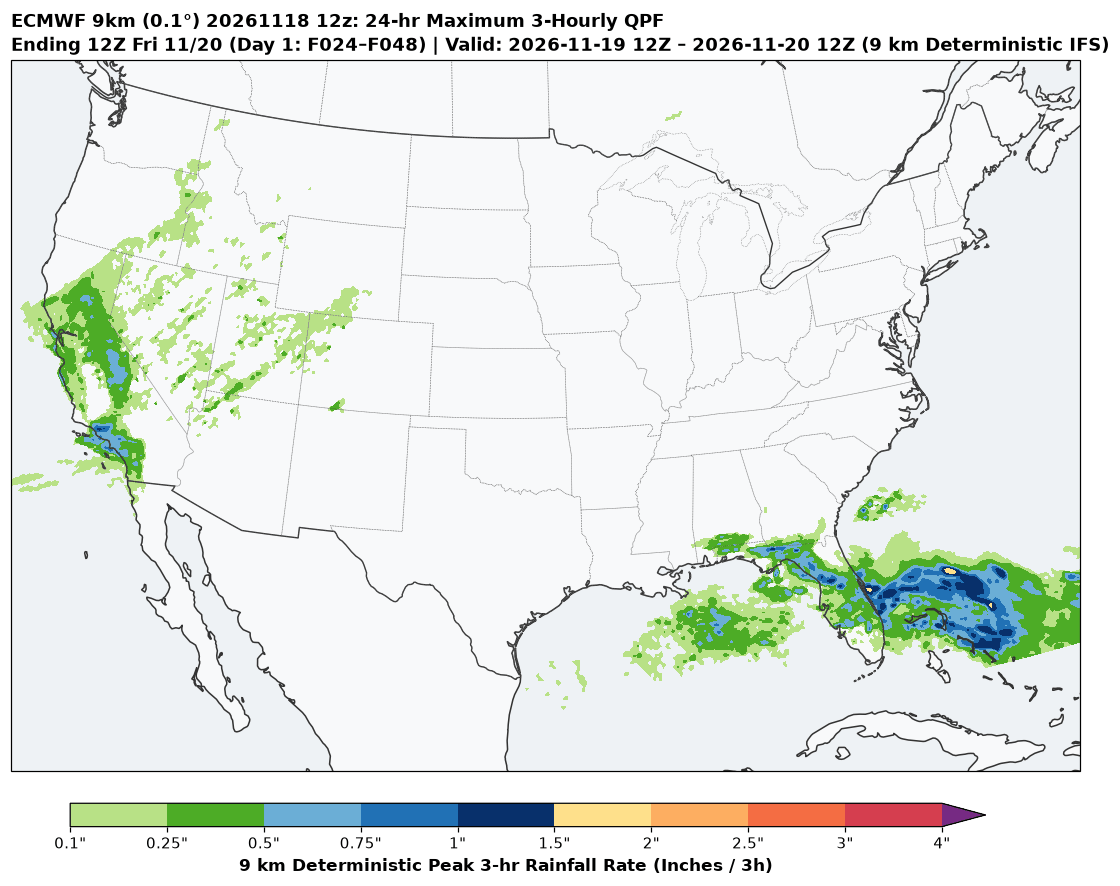 ECMWF 9km (0.1°) 20261118 12z: 24-hr Maximum 3-Hourly QPF
Ending 12Z Fri 11/20 (Day 1: F024–F048) | Valid: 2026-11-19 12Z – 2026-11-20 12Z (9 km Deterministic IFS)
0.1" 0.25" 0.5" 0.75" 1" 1.5" 2" 2.5" 3" 4"
9 km Deterministic Peak 3-hr Rainfall Rate (Inches / 3h)